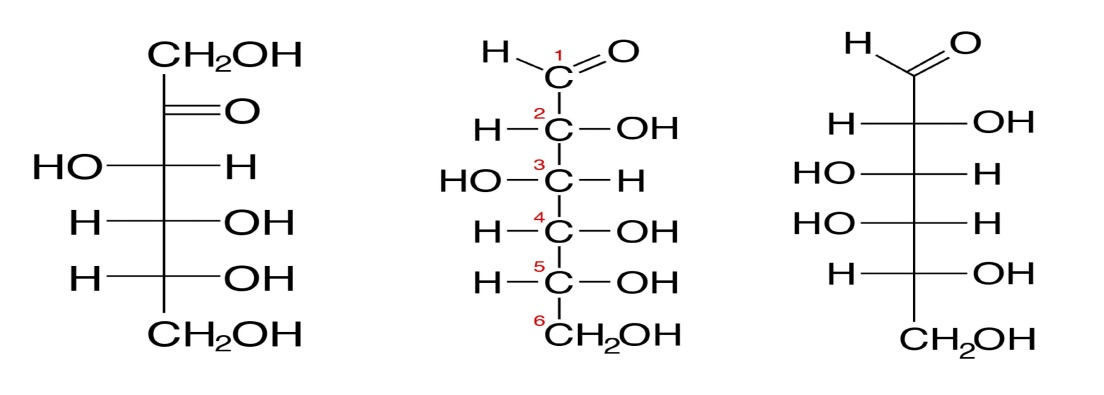 CH₂OH
O
HO H
H OH
H OH
CH₂OH
H 1 O
C
2
H C OH
3
HO C H
4
H C OH
5
H C OH
6
CH₂OH
H O
H OH
HO H
HO H
H OH
CH₂OH